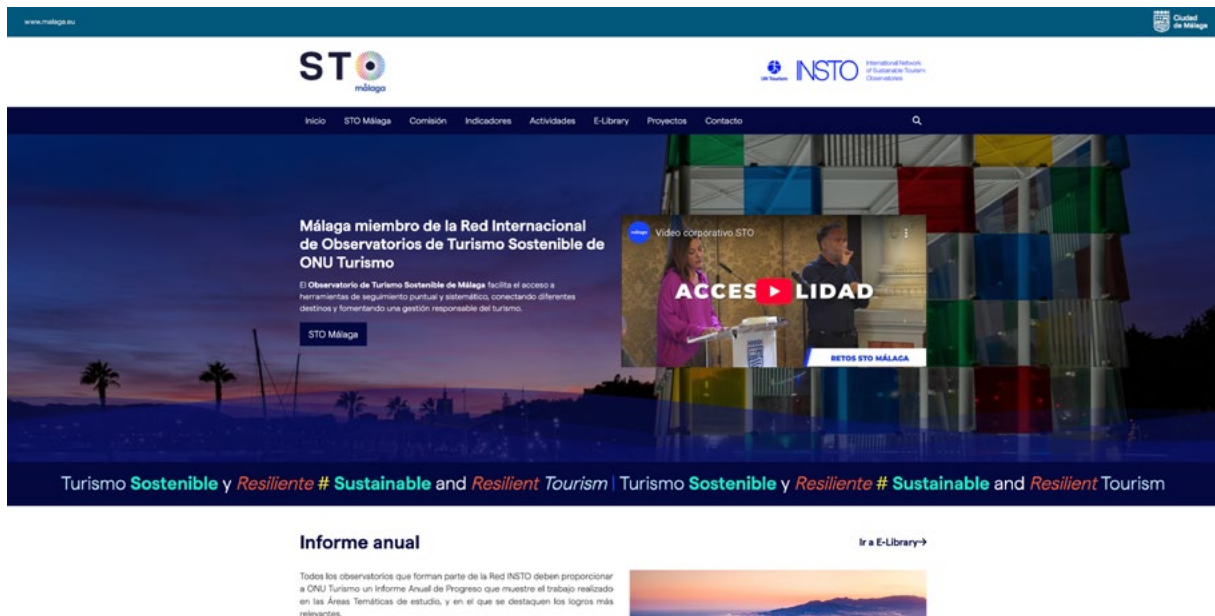 www.malaga.eu
Ciudad
de Málaga
STO
málaga
UN Tourism
INSTO
International Network
of Sustainable Tourism
Observatories
Inicio STO Málaga Comisión Indicadores Actividades E-Library Proyectos Contacto
Málaga miembro de la Red Internacional
de Observatorios de Turismo Sostenible de
ONU Turismo
El Observatorio de Turismo Sostenible de Málaga facilita el acceso a
herramientas de seguimiento puntual y sistemático, conectando diferentes
destinos y fomentando una gestión responsable del turismo.
STO Málaga
málaga
Video corporativo STO
ACCES LIDAD
RETOS STO MÁLAGA
Turismo Sostenible y Resiliente # Sustainable and Resilient Tourism | Turismo Sostenible y Resiliente # Sustainable and Resilient Tourism
Informe anual
Ir a E-Library→
Todos los observatorios que forman parte de la Red INSTO deben proporcionar
a ONU Turismo un Informe Anual de Progreso que muestre el trabajo realizado
en las Áreas Temáticas de estudio, y en el que se destaquen los logros más
relevantes.